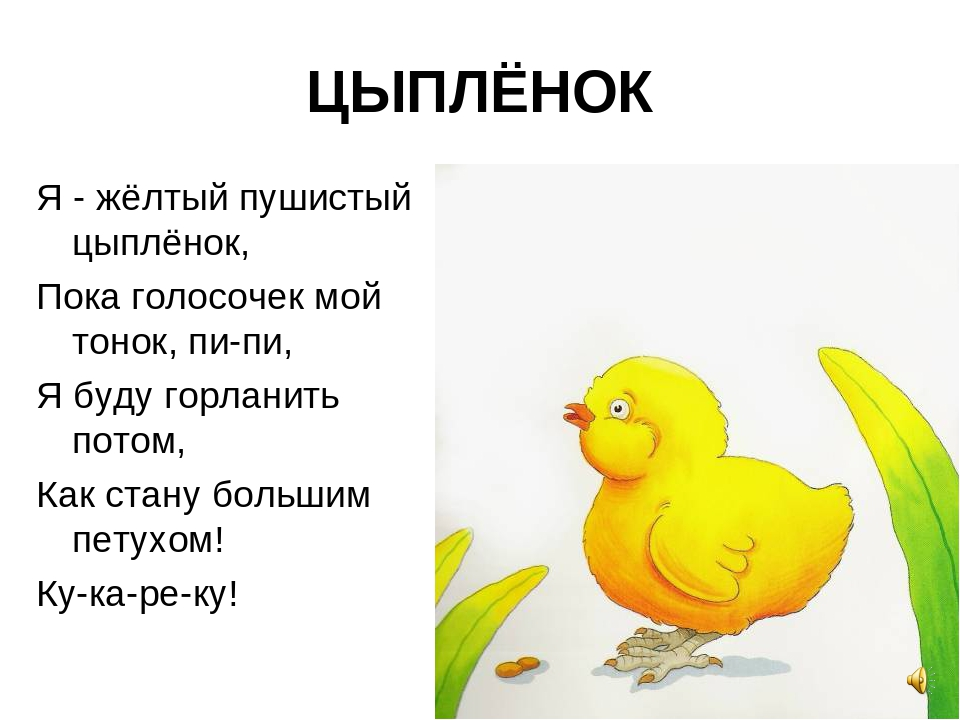 ЦЫПЛЁНОК
Я - жёлтый пушистый
цыплёнок,
Пока голосочек мой
тонок, пи-пи,
Я буду горланить
потом,
Как стану большим
петухом!
Ку-ка-ре-ку!